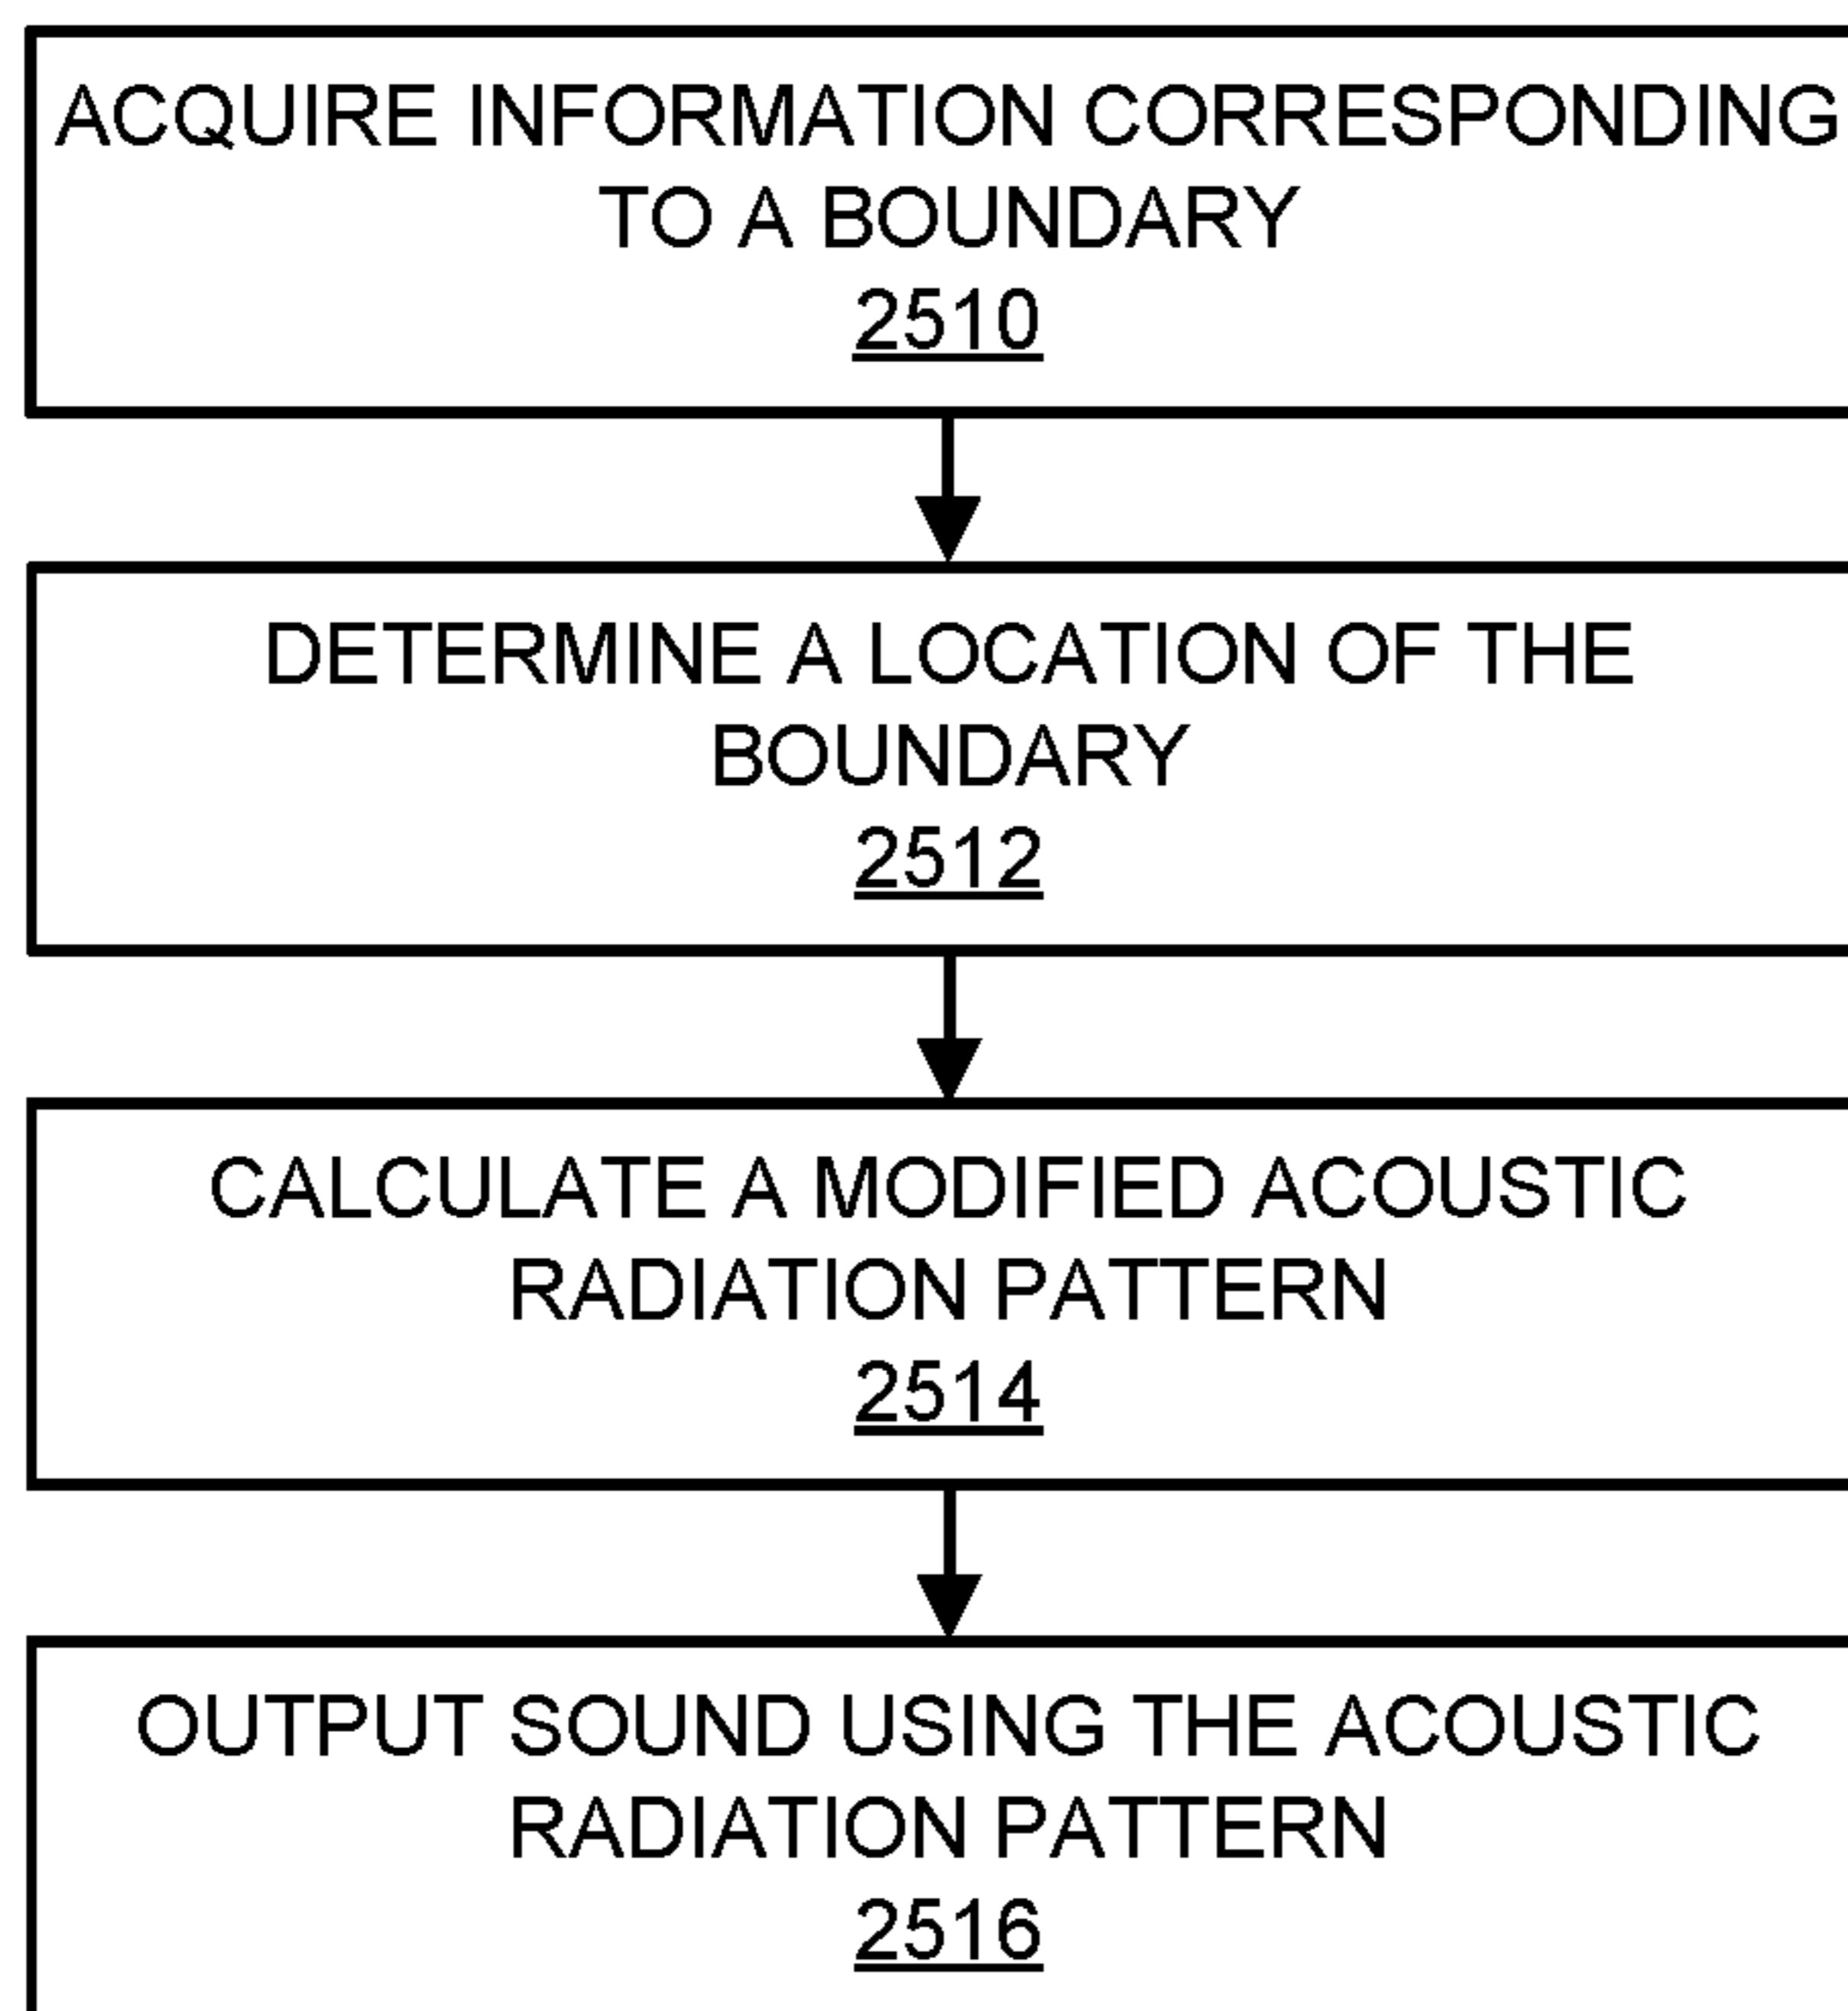 ACQUIRE INFORMATION CORRESPONDING
TO A BOUNDARY
2510
DETERMINE A LOCATION OF THE
BOUNDARY
2512
CALCULATE A MODIFIED ACOUSTIC
RADIATION PATTERN
2514
OUTPUT SOUND USING THE ACOUSTIC
RADIATION PATTERN
2516